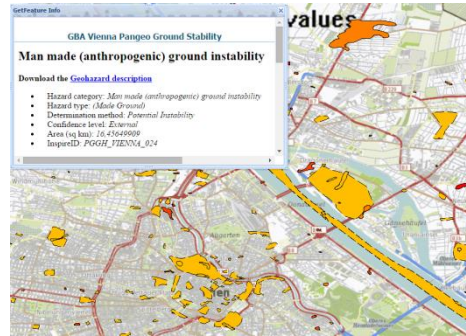 GetFeature Info
values
GBA Vienna Pangeo Ground Stability
Man made (anthropogenic) ground instability
Download the Geohazard description
Hazard category: Man made (anthropogenic) ground instability
Hazard type: (Made Ground)
Determination method: Potential Instability
Confidence level: External
Area (sq km): 16,45649909
InspireID: PGGH_VIENNA_024
Augarten